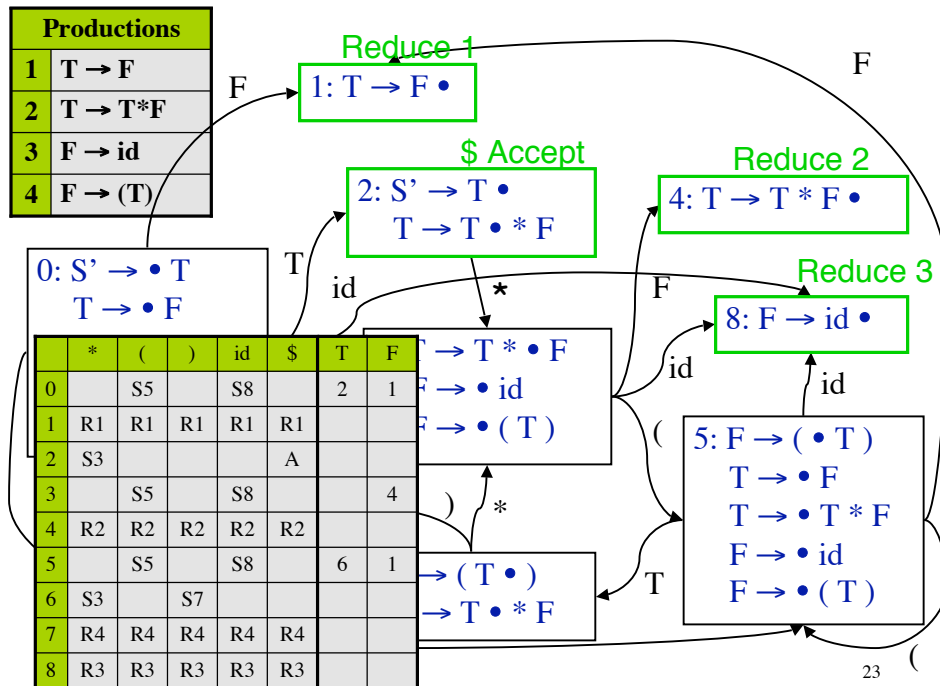 Productions
1 T → F
2 T → T*F
3 F → id
4 F → (T)
Reduce 1
1: T → F •
F
F
$ Accept
2: S' → T •
T → T • * F
Reduce 2
4: T → T * F •
0: S' → • T
T → • F
T
id
*
F
Reduce 3
8: F → id •
T → T * • F
F → • id
F → • ( T )
id
id
(
5: F → ( • T )
T → • F
T → • T * F
F → • id
F → • ( T )
)
*
→ ( T • )
→ T • * F
T
(
* ( ) id $ T F
0 S5 S8 2 1
1 R1 R1 R1 R1 R1
2 S3 A
3 S5 S8 4
4 R2 R2 R2 R2 R2
5 S5 S8 6 1
6 S3 S7
7 R4 R4 R4 R4 R4
8 R3 R3 R3 R3 R3
23